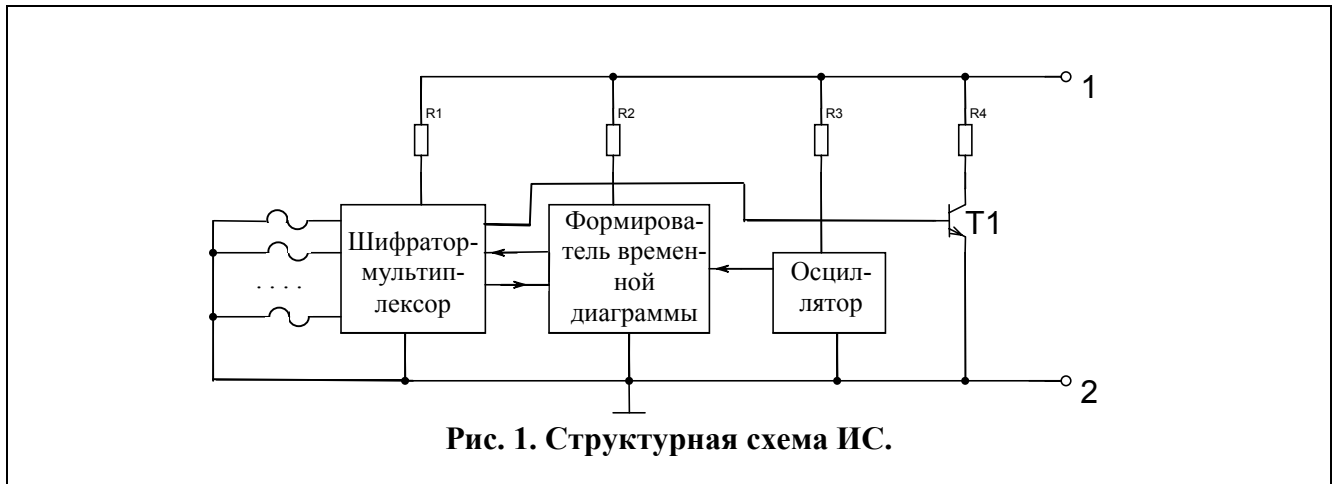 1
R1
R2
R3
R4
T1
Шифратор-
мультип-
лексор
. . . .
Формирова-
тель времен-
ной
диаграммы
Осцил-
лятор
2
Рис. 1. Структурная схема ИС.